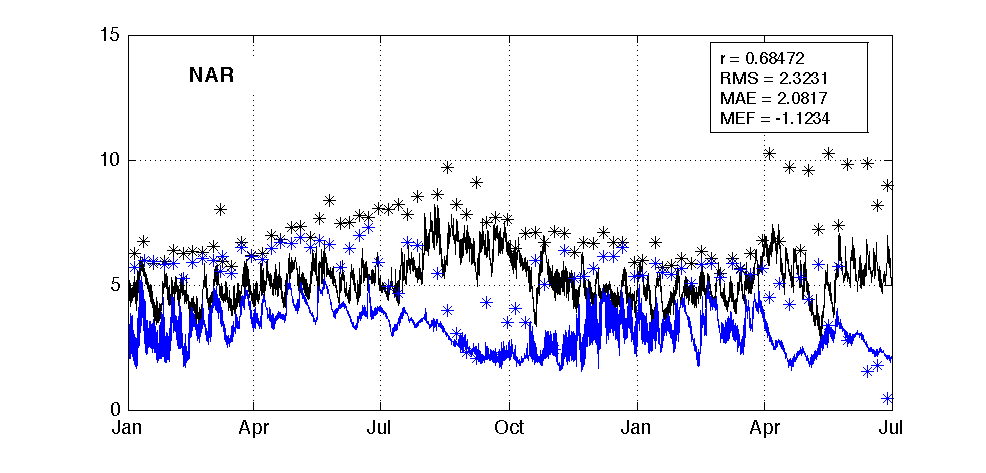 15
NAR
r = 0.68472
RMS = 2.3231
MAE = 2.0817
MEF = -1.1234
10
5
0
Jan Apr Jul Oct Jan Apr Jul